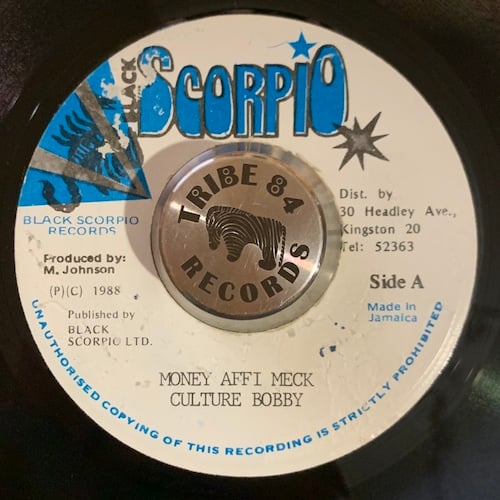 BLACK
SCORPIO
BLACK SCORPIO
RECORDS
Produced by:
M. Johnson
(P)(C) 1988
Published by
BLACK
SCORPIO LTD.
TRIBE 84
RECORDS
Dist. by
30 Headley Ave.,
Kingston 20
Tel: 52363
Side A
Made In
Jamaica
MONEY AFFI MECK
CULTURE BOBBY
UNAUTHORISED COPYING OF THIS RECORDING IS STRICTLY PROHIBITED